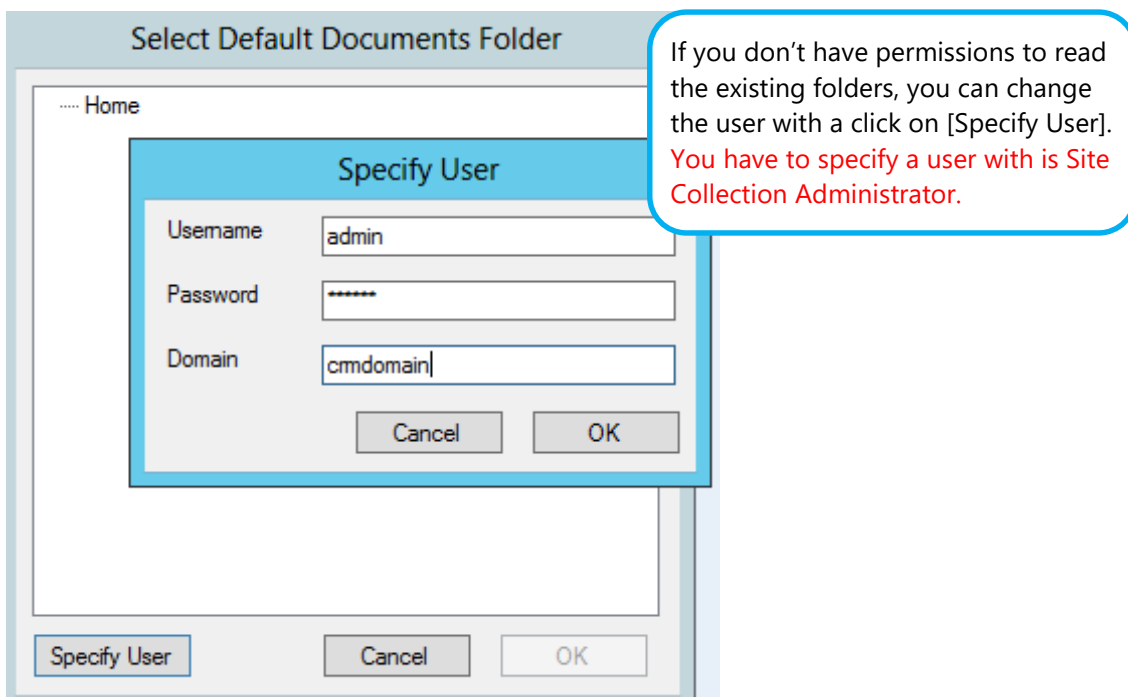 Select Default Documents Folder
If you don’t have permissions to read
the existing folders, you can change
the user with a click on [Specify User].
You have to specify a user with is Site
Collection Administrator.
Home
Specify User
Username
admin
Password
******
Domain
crmdomain
Cancel
OK
Specify User
Cancel
OK